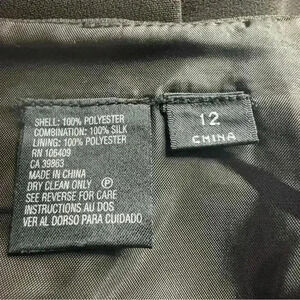 SHELL: 100% POLYESTER
COMBINATION: 100% SILK
LINING: 100% POLYESTER
RN 106409
CA 39863
MADE IN CHINA
DRY CLEAN ONLY Ⓟ
SEE REVERSE FOR CARE
INSTRUCTIONS AU DOS
VER AL DORSO PARA CUIDADO
12
CHINA